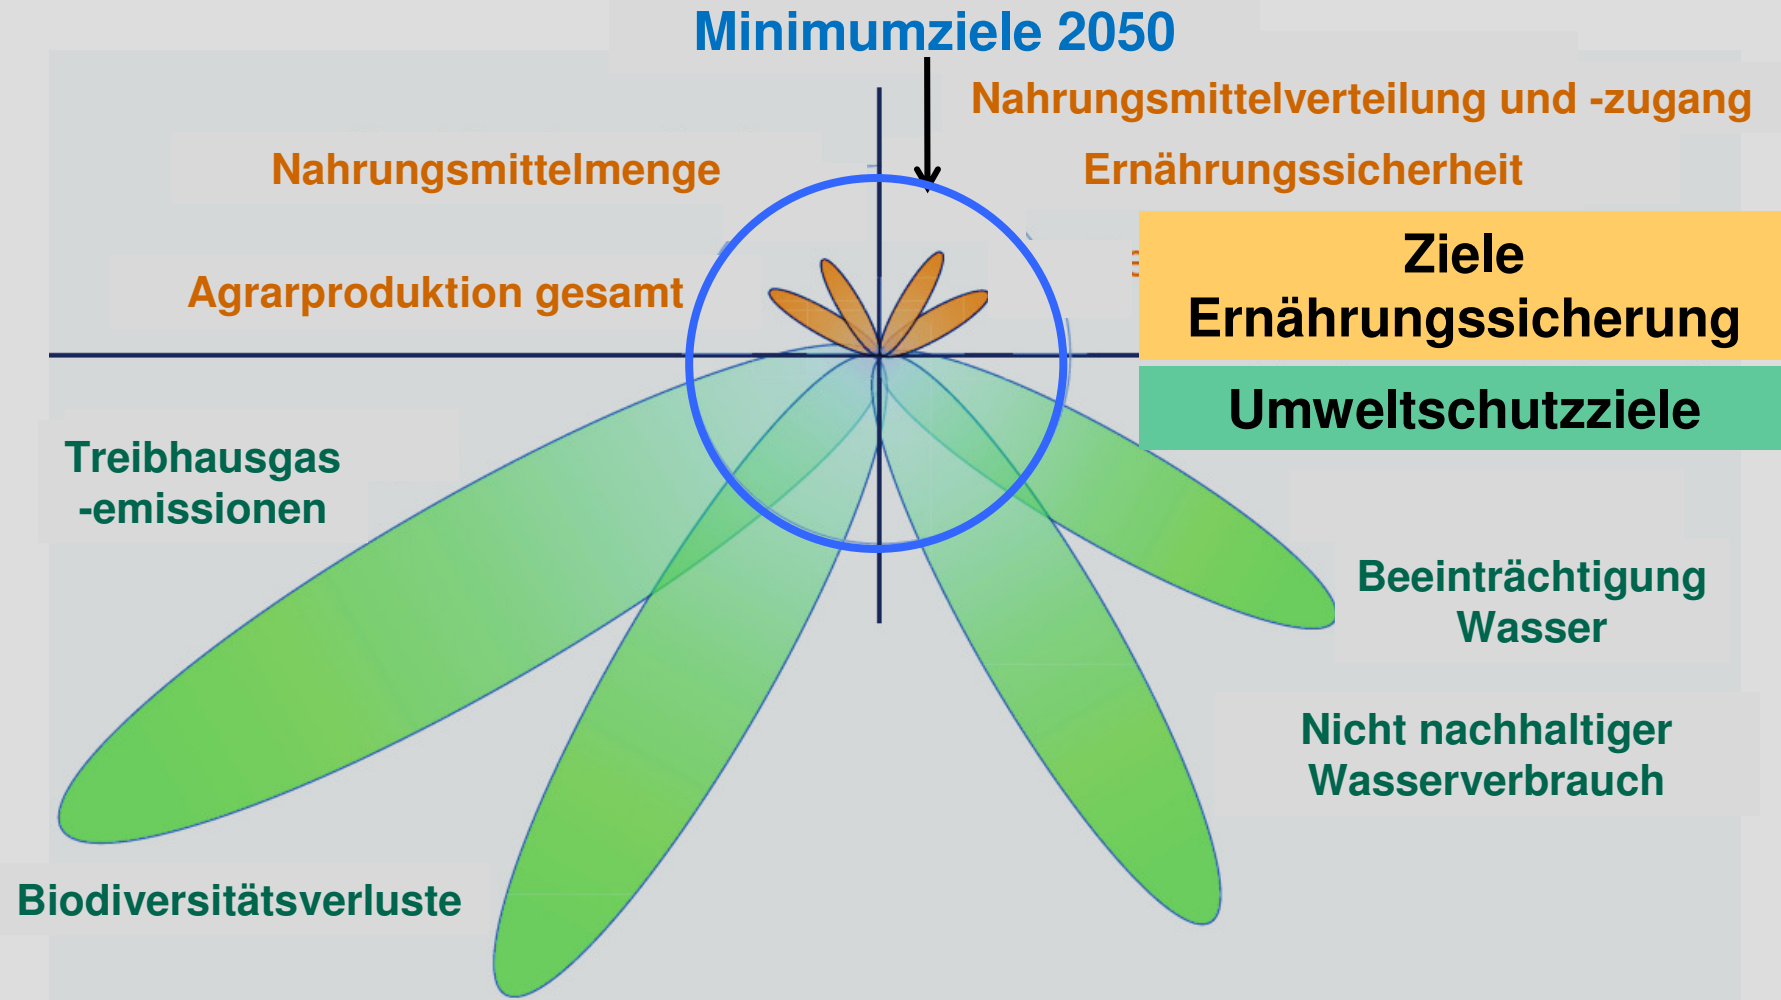 Minimumziele 2050
Nahrungsmittelverteilung und -zugang
Nahrungsmittelmenge
Ernährungssicherheit
Ziele
Ernährungssicherung
Agrarproduktion gesamt
Umweltschutzziele
Treibhausgas
-emissionen
Beeinträchtigung
Wasser
Nicht nachhaltiger
Wasserverbrauch
Biodiversitätsverluste